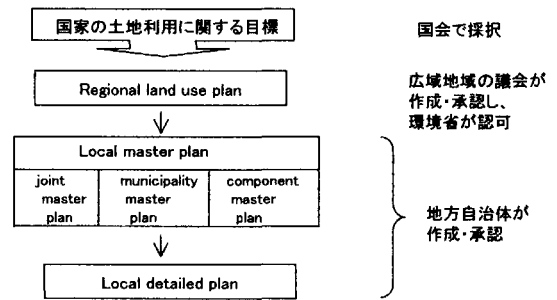 国家の土地利用に関する目標
国会で採択
Regional land use plan
広域地域の議会が
作成・承認し、
環境省が認可
Local master plan
joint
master
plan
municipality
master
plan
component
master
plan
地方自治体が
作成・承認
Local detailed plan